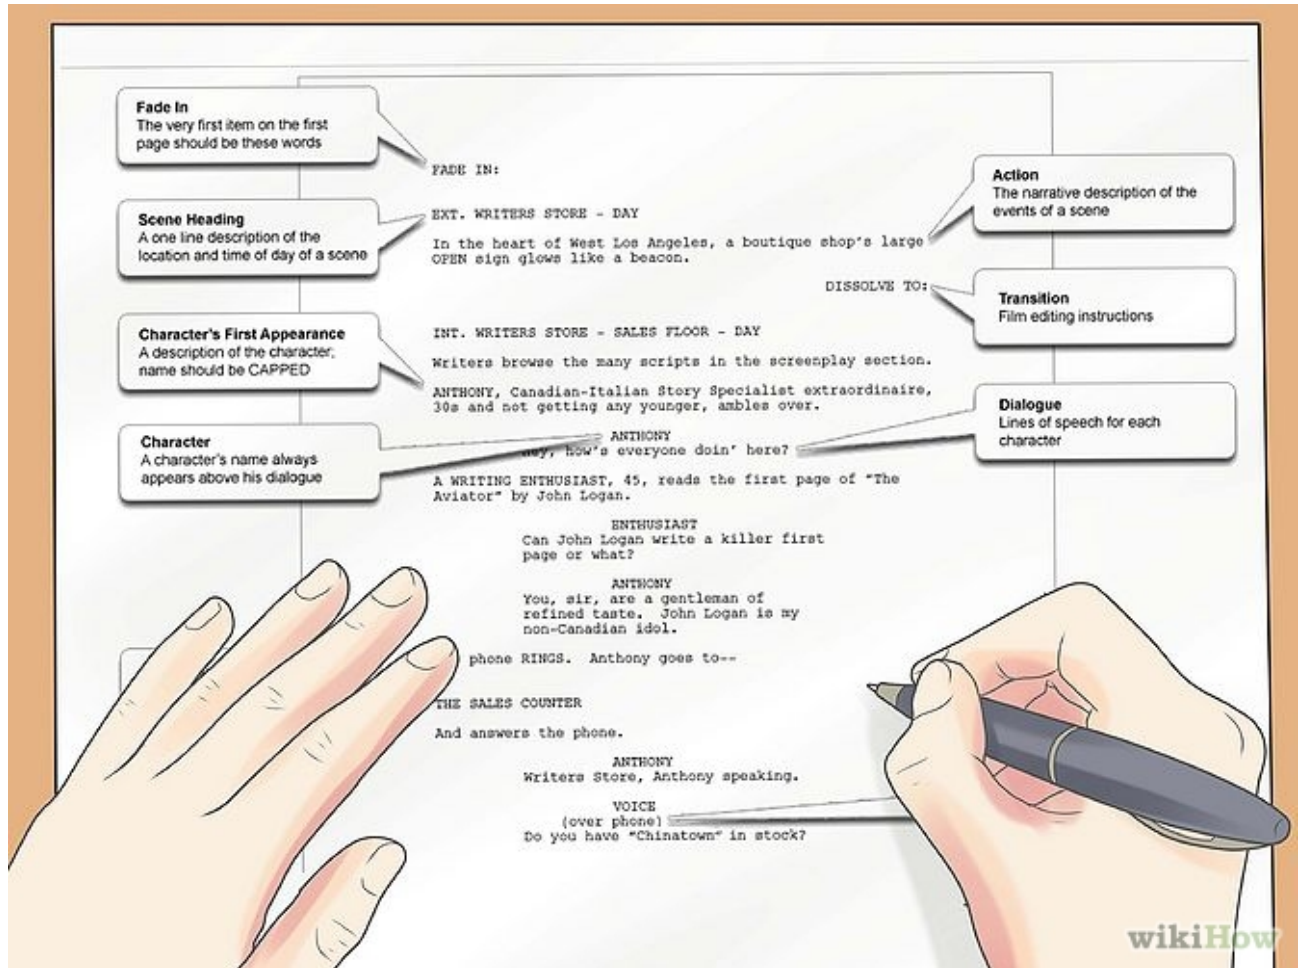 Fade In
The very first item on the first
page should be these words
FADE IN:
Action
The narrative description of the
events of a scene
Scene Heading
A one line description of the
location and time of day of a scene
EXT. WRITERS STORE - DAY
In the heart of West Los Angeles, a boutique shop's large
OPEN sign glows like a beacon.
DISSOLVE TO:
Transition
Film editing instructions
Character's First Appearance
A description of the character;
name should be CAPPED
INT. WRITERS STORE - SALES FLOOR - DAY
Writers browse the many scripts in the screenplay section.
ANTHONY, Canadian-Italian Story Specialist extraordinaire,
30s and not getting any younger, ambles over.
Dialogue
Lines of speech for each
character
Character
A character's name always
appears above his dialogue
ANTHONY
Hey, how's everyone doin' here?
A WRITING ENTHUSIAST, 45, reads the first page of "The
Aviator" by John Logan.
ENTHUSIAST
Can John Logan write a killer first
page or what?
ANTHONY
You, sir, are a gentleman of
refined taste. John Logan is my
non-Canadian idol.
phone RINGS. Anthony goes to--
THE SALES COUNTER
And answers the phone.
ANTHONY
Writers Store, Anthony speaking.
VOICE
(over phone)
Do you have "Chinatown" in stock?
wikiHow